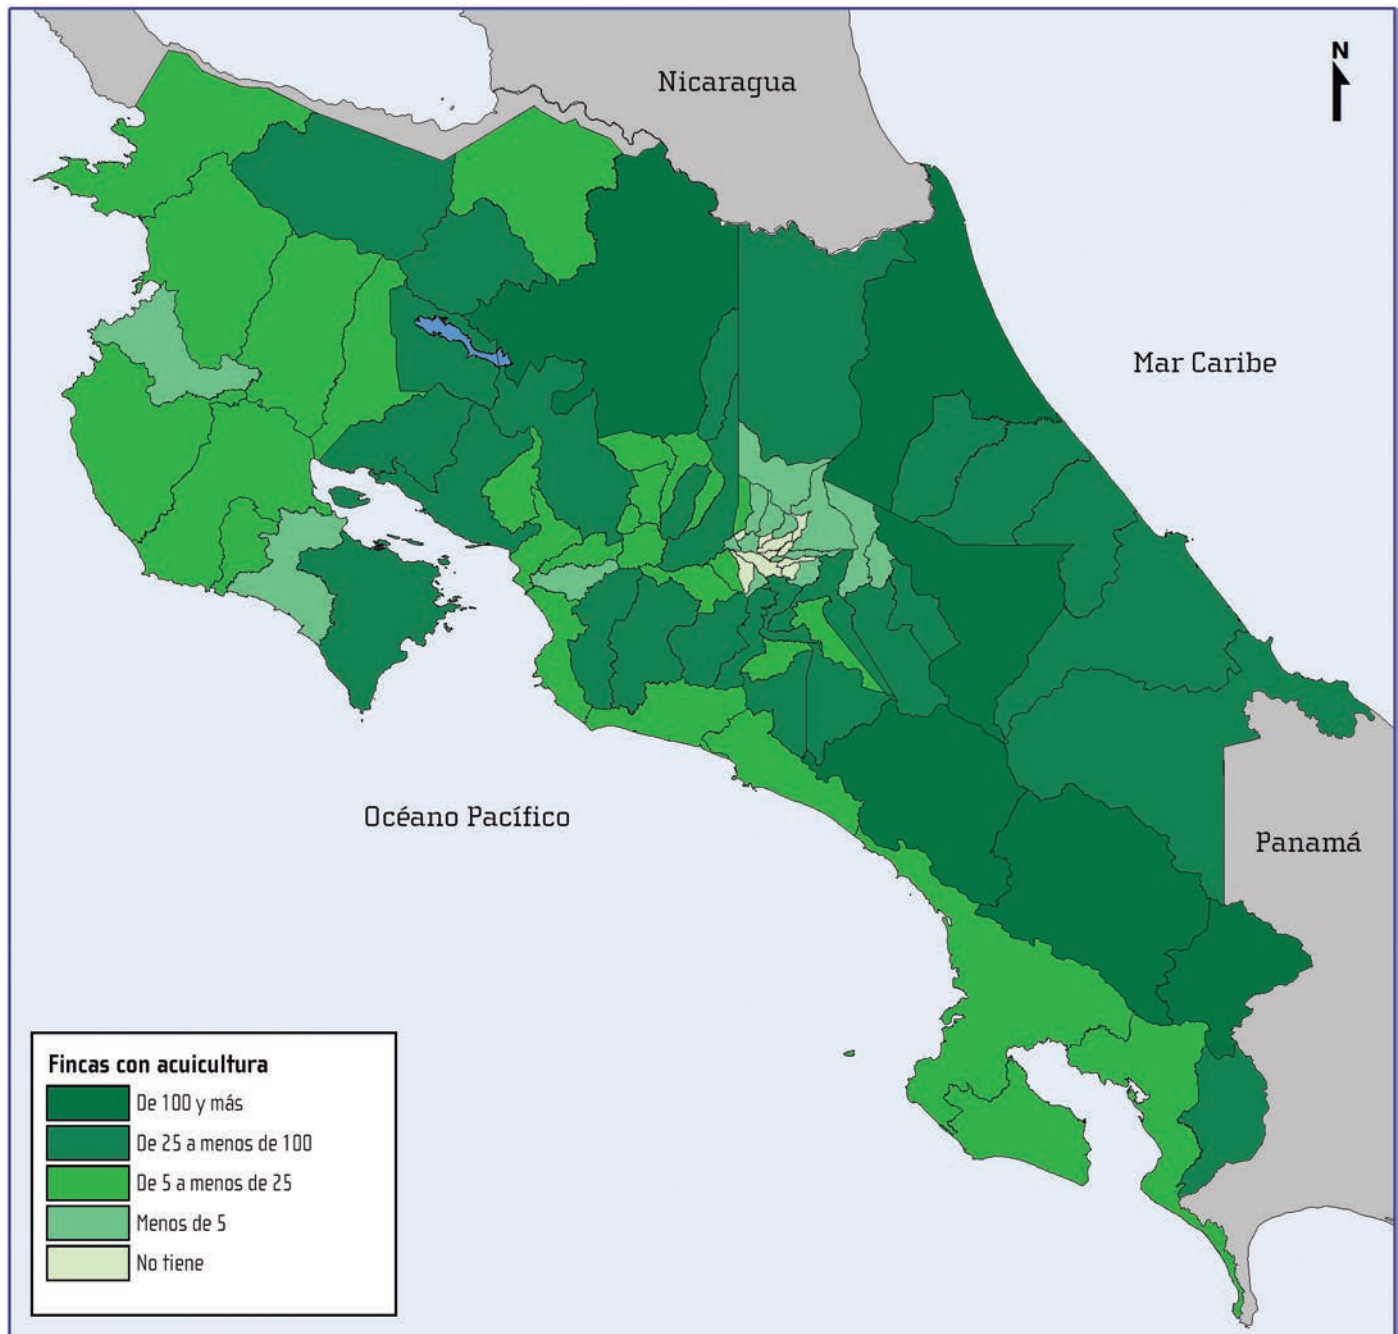 N
Nicaragua
Mar Caribe
Océano Pacífico
Panamá
Fincas con acuicultura
De 100 y más
De 25 a menos de 100
De 5 a menos de 25
Menos de 5
No tiene